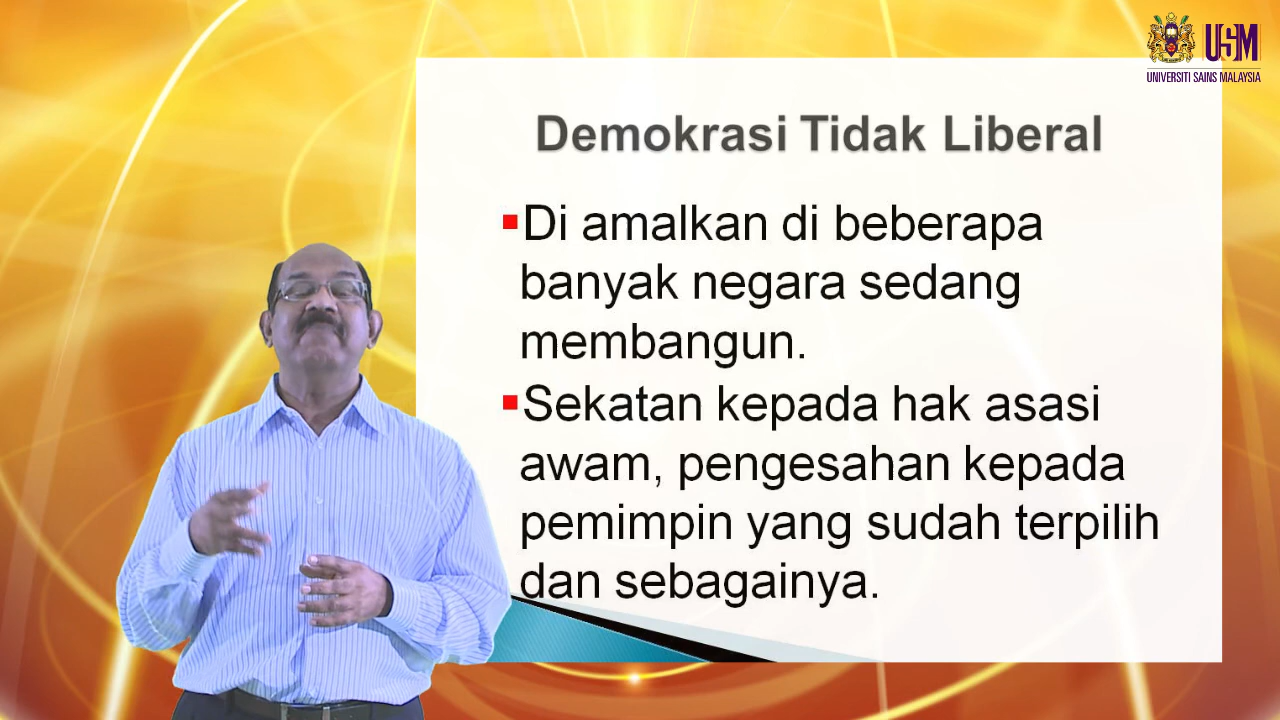 USM
UNIVERSITI SAINS MALAYSIA
Demokrasi Tidak Liberal
Di amalkan di beberapa
banyak negara sedang
membangun.
Sekatan kepada hak asasi
awam, pengesahan kepada
pemimpin yang sudah terpilih
dan sebagainya.